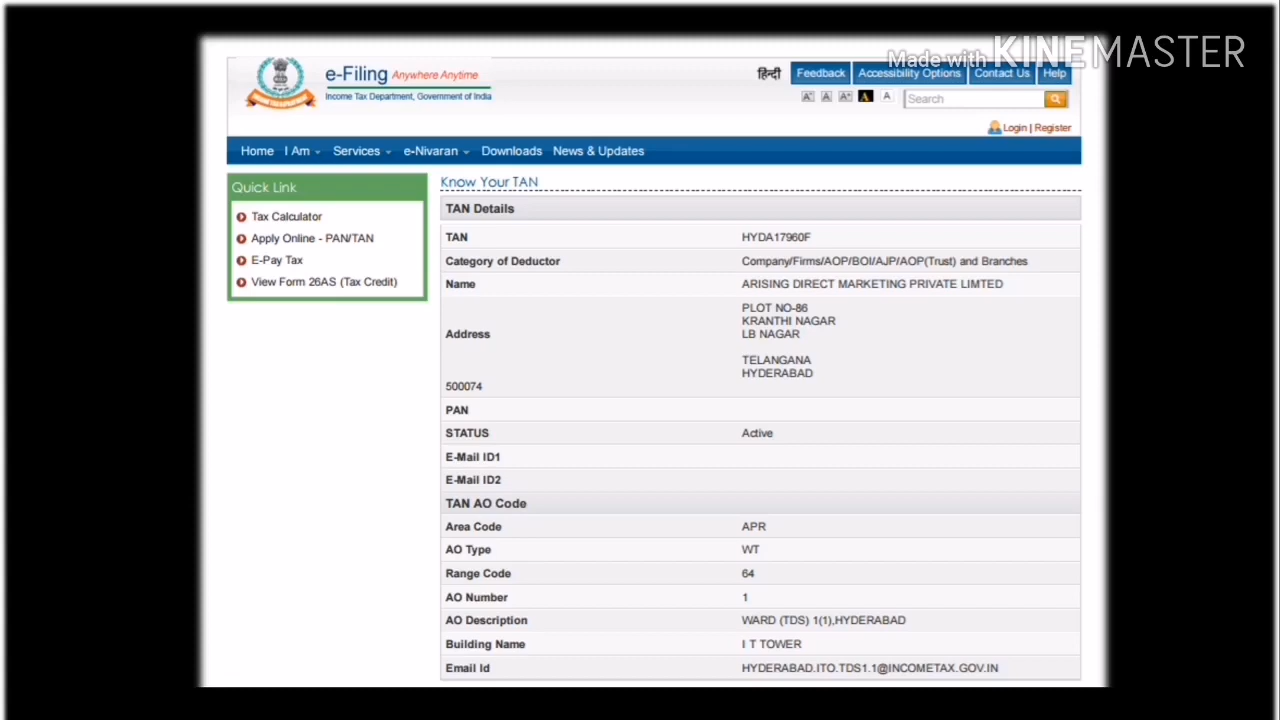 Made with KINEMASTER
e-Filing Anywhere Anytime
Income Tax Department, Government of India
हिन्दी Feedback Accessibility Options Contact Us Help
A- A A+ A A Search
Login | Register
Home I Am Services e-Nivaran Downloads News & Updates
Quick Link
Tax Calculator
Apply Online - PAN/TAN
E-Pay Tax
View Form 26AS (Tax Credit)
Know Your TAN
TAN Details
TAN HYDA17960F
Category of Deductor Company/Firms/AOP/BOI/AJP/AOP(Trust) and Branches
Name ARISING DIRECT MARKETING PRIVATE LIMTED
PLOT NO-86
KRANTHI NAGAR
Address LB NAGAR
TELANGANA
HYDERABAD
500074
PAN
STATUS Active
E-Mail ID1
E-Mail ID2
TAN AO Code
Area Code APR
AO Type WT
Range Code 64
AO Number 1
AO Description WARD (TDS) 1(1),HYDERABAD
Building Name I T TOWER
Email Id HYDERABAD.ITO.TDS1.1@INCOMETAX.GOV.IN